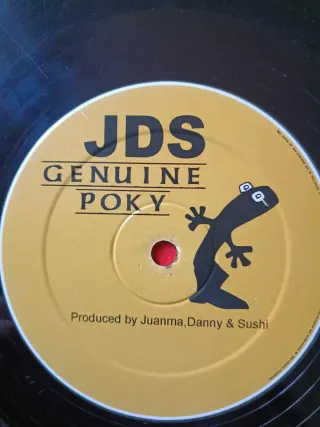 JDS
GENUINE
POKY
Produced by Juanma,Danny & Sushi